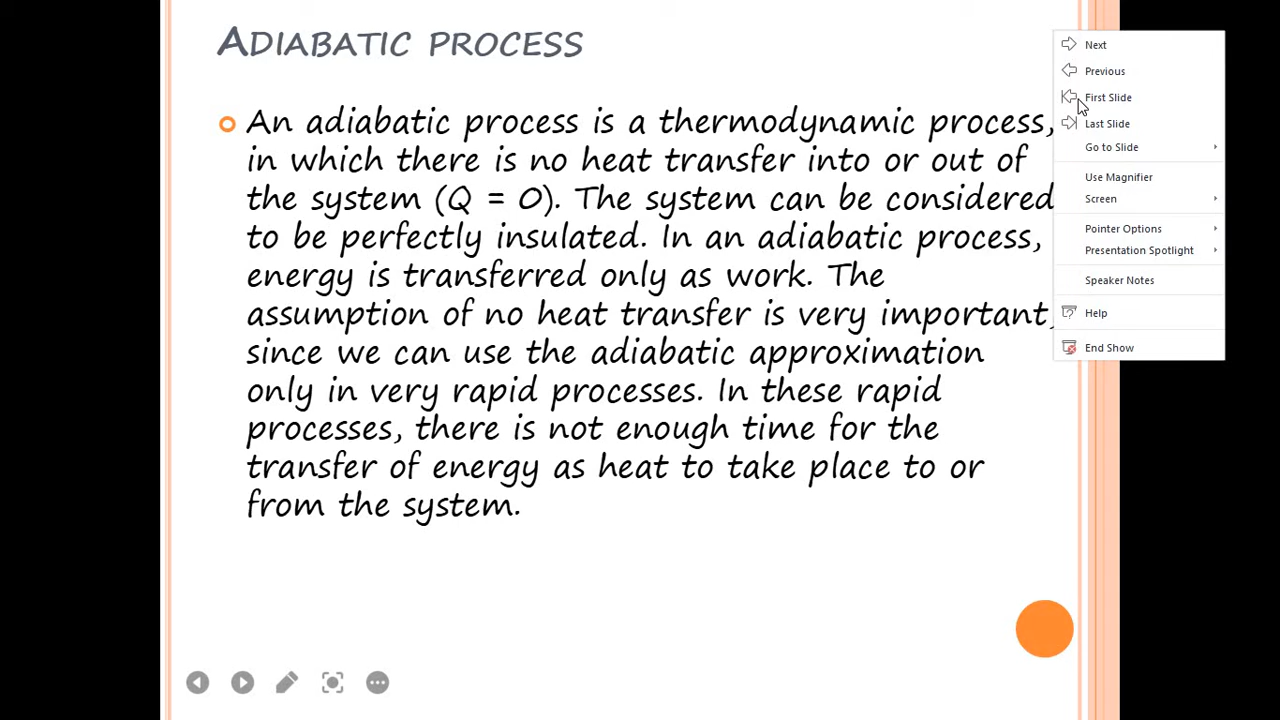 ADIABATIC PROCESS
An adiabatic process is a thermodynamic process,
in which there is no heat transfer into or out of
the system (Q = 0). The system can be considered
to be perfectly insulated. In an adiabatic process,
energy is transferred only as work. The
assumption of no heat transfer is very important,
since we can use the adiabatic approximation
only in very rapid processes. In these rapid
processes, there is not enough time for the
transfer of energy as heat to take place to or
from the system.
Next
Previous
First Slide
Last Slide
Go to Slide
Use Magnifier
Screen
Pointer Options
Presentation Spotlight
Speaker Notes
Help
End Show